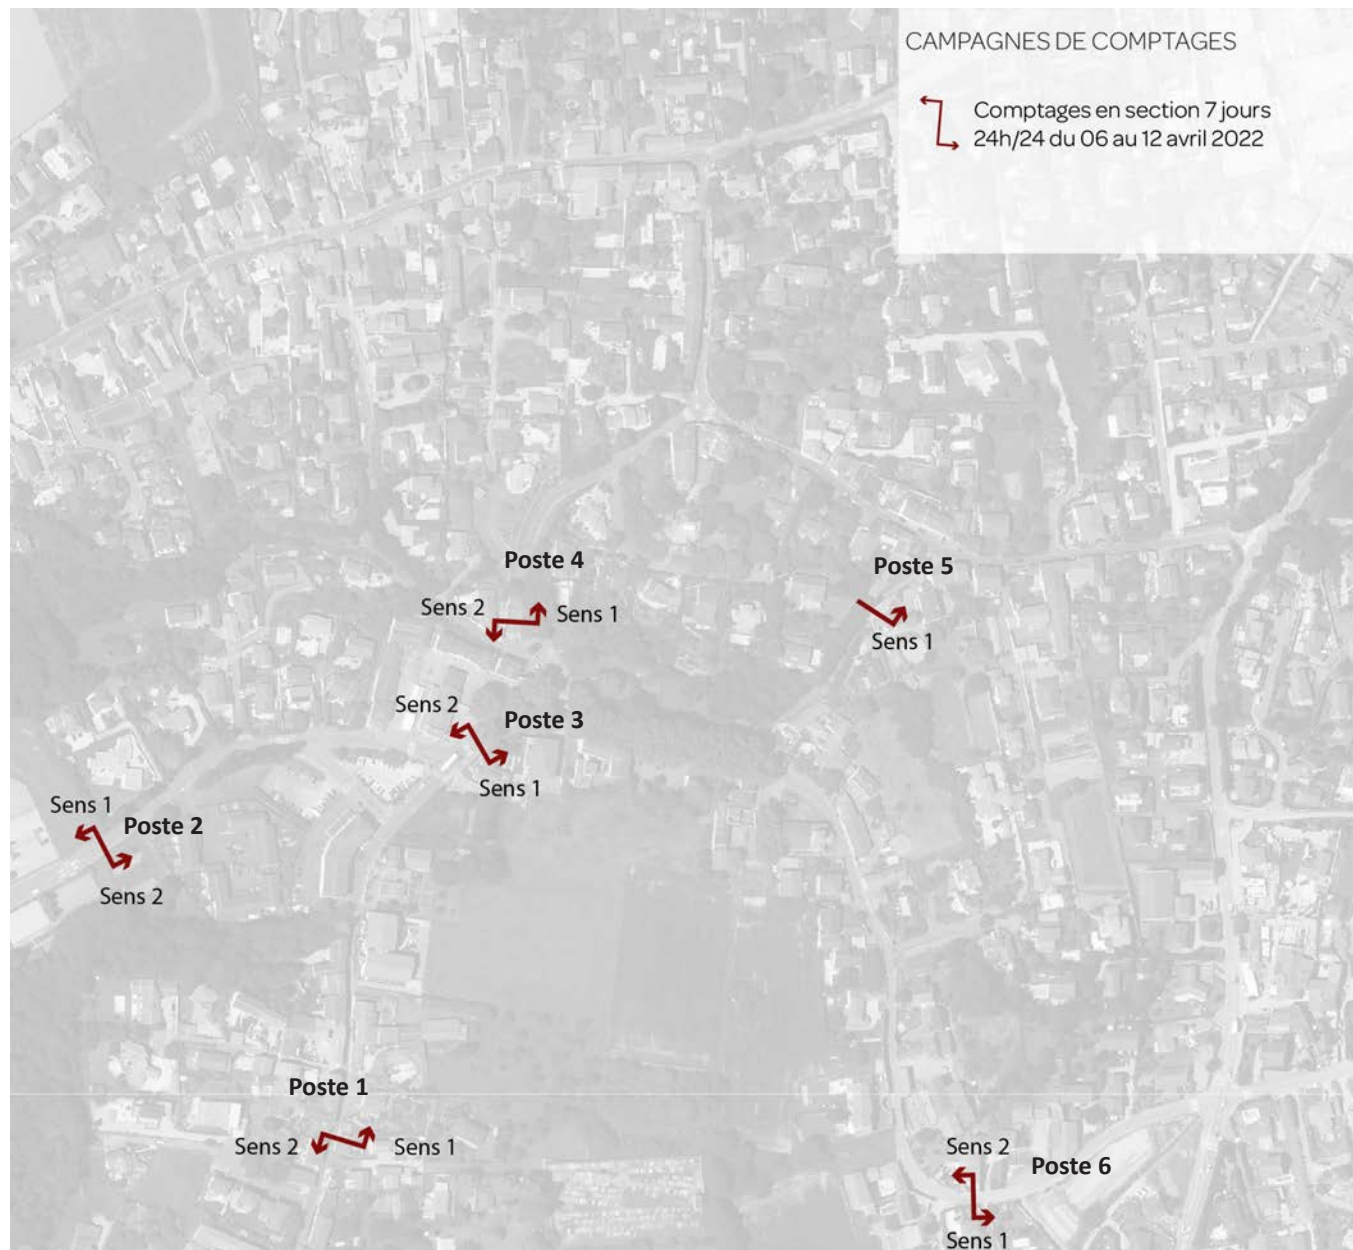 CAMPAGNES DE COMPTAGES
Comptages en section 7 jours
24h/24 du 06 au 12 avril 2022
Poste 4
Sens 2
Sens 1
Poste 5
Sens 1
Sens 2
Poste 3
Sens 1
Sens 1
Poste 2
Sens 2
Poste 1
Sens 2
Sens 1
Sens 2
Poste 6
Sens 1